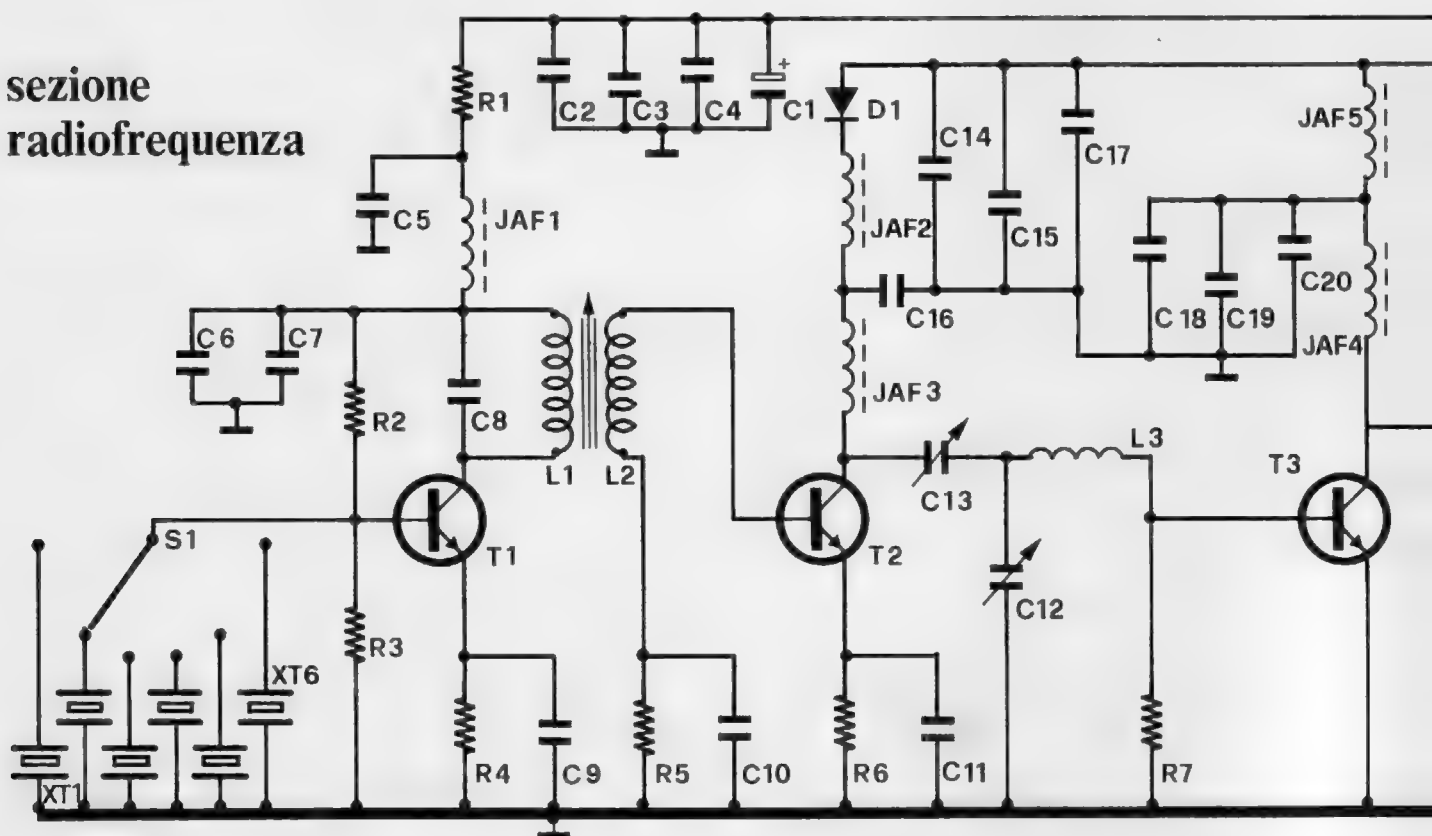 sezione
radiofrequenza
R1
C2
C3
C4
+
C1
D1
C14
C17
JAF5
C5
JAF1
JAF2
C15
C20
C6
C7
C16
C18
C19
JAF4
R2
C8
JAF3
L1
L2
L3
C13
T3
S1
T1
T2
C12
R3
XT6
XT1
R4
C9
R5
C10
R6
C11
R7